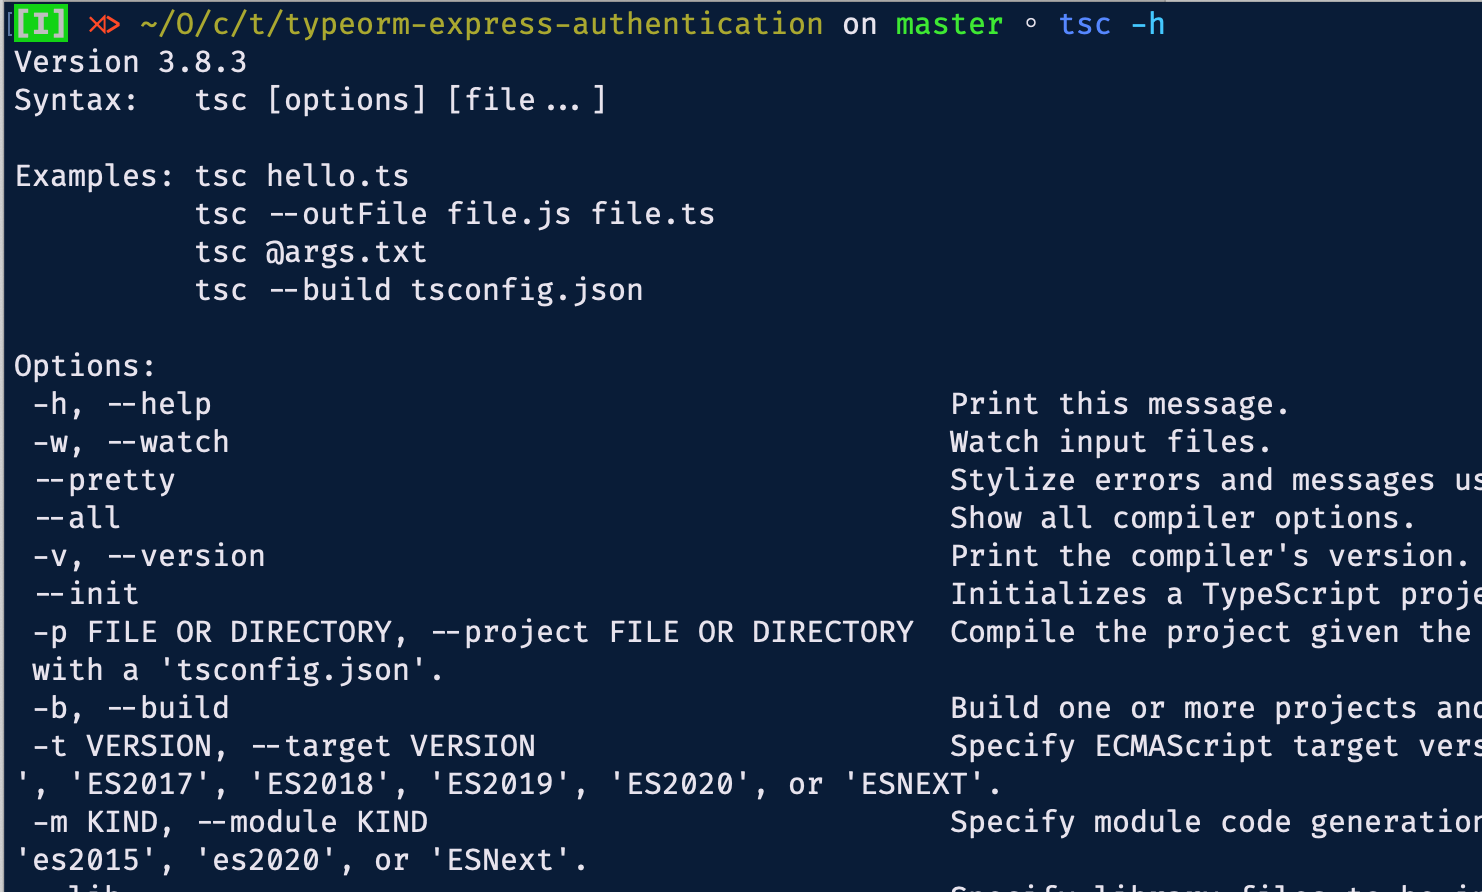 [I] ⋊> ~/O/c/t/typeorm-express-authentication on master ◦ tsc -h
Version 3.8.3
Syntax:   tsc [options] [file...]

Examples: tsc hello.ts
          tsc --outFile file.js file.ts
          tsc @args.txt
          tsc --build tsconfig.json

Options:
 -h, --help                                         Print this message.
 -w, --watch                                        Watch input files.
 --pretty                                           Stylize errors and messages
 --all                                              Show all compiler options.
 -v, --version                                      Print the compiler's version.
 --init                                             Initializes a TypeScript
 -p FILE OR DIRECTORY, --project FILE OR DIRECTORY  Compile the project given the
 with a 'tsconfig.json'.
 -b, --build                                        Build one or more projects
 -t VERSION, --target VERSION                       Specify ECMAScript target
', 'ES2017', 'ES2018', 'ES2019', 'ES2020', or 'ESNEXT'.
 -m KIND, --module KIND                             Specify module code generation
'es2015', 'es2020', or 'ESNext'.